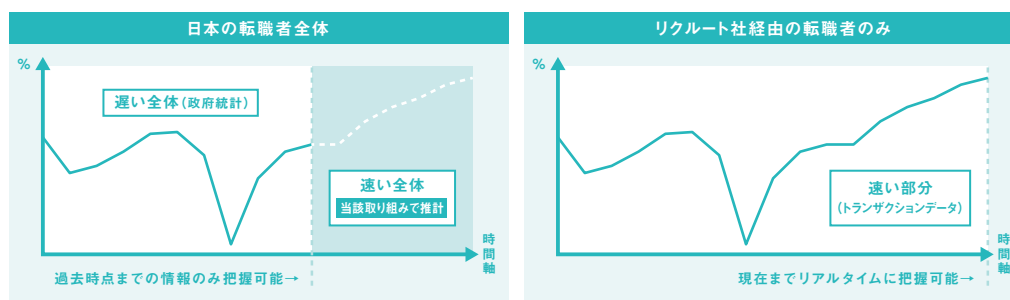 日本の転職者全体
%
遅い全体(政府統計)
速い全体
当該取り組みで推計
時間軸
過去時点までの情報のみ把握可能→
リクルート社経由の転職者のみ
%
速い部分
(トランザクションデータ)
時間軸
現在までリアルタイムに把握可能→